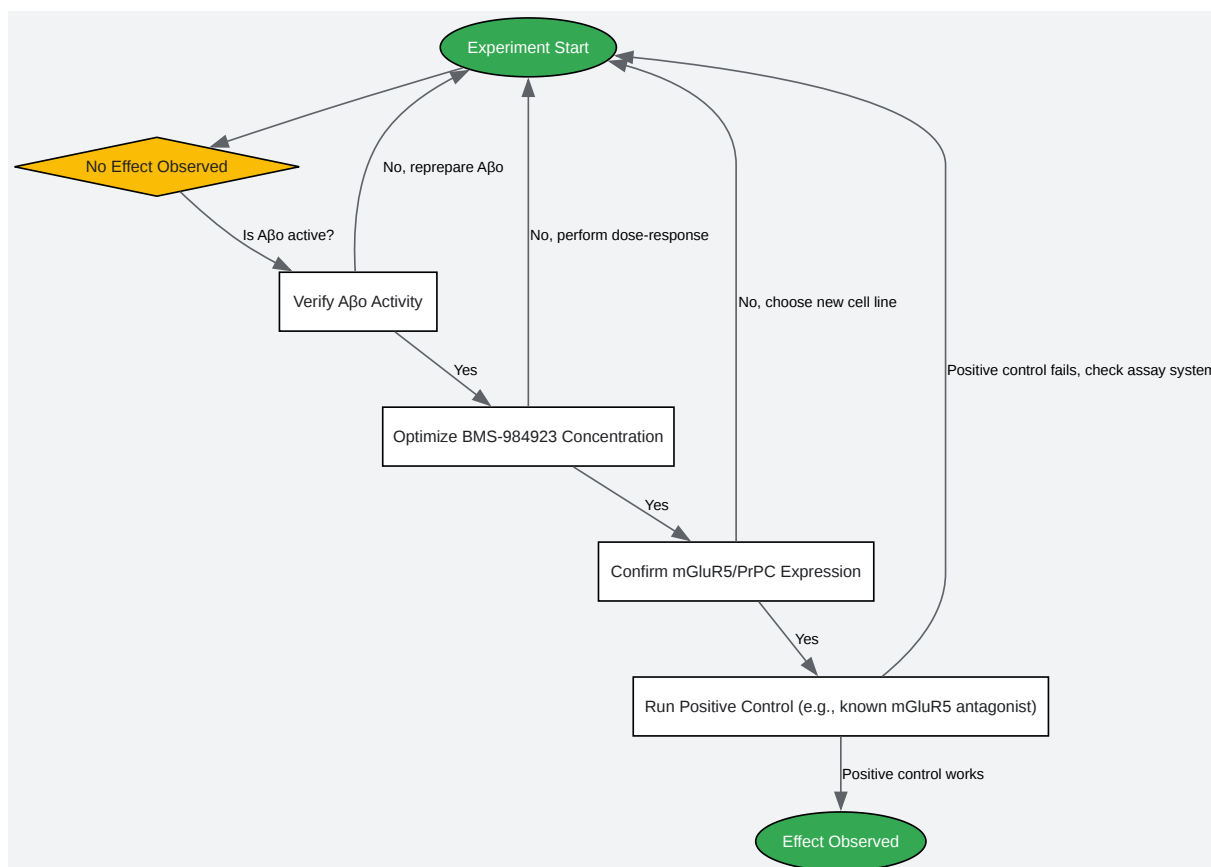 Experiment Start
No Effect Observed
No, reprepare Aβo
Is Aβo active?
No, perform dose-response
Verify Aβo Activity
No, choose new cell line
Yes
Positive control fails, check assay system
Optimize BMS-984923 Concentration
Yes
Confirm mGluR5/PrPC Expression
Yes
Run Positive Control (e.g., known mGluR5 antagonist)
Positive control works
Effect Observed